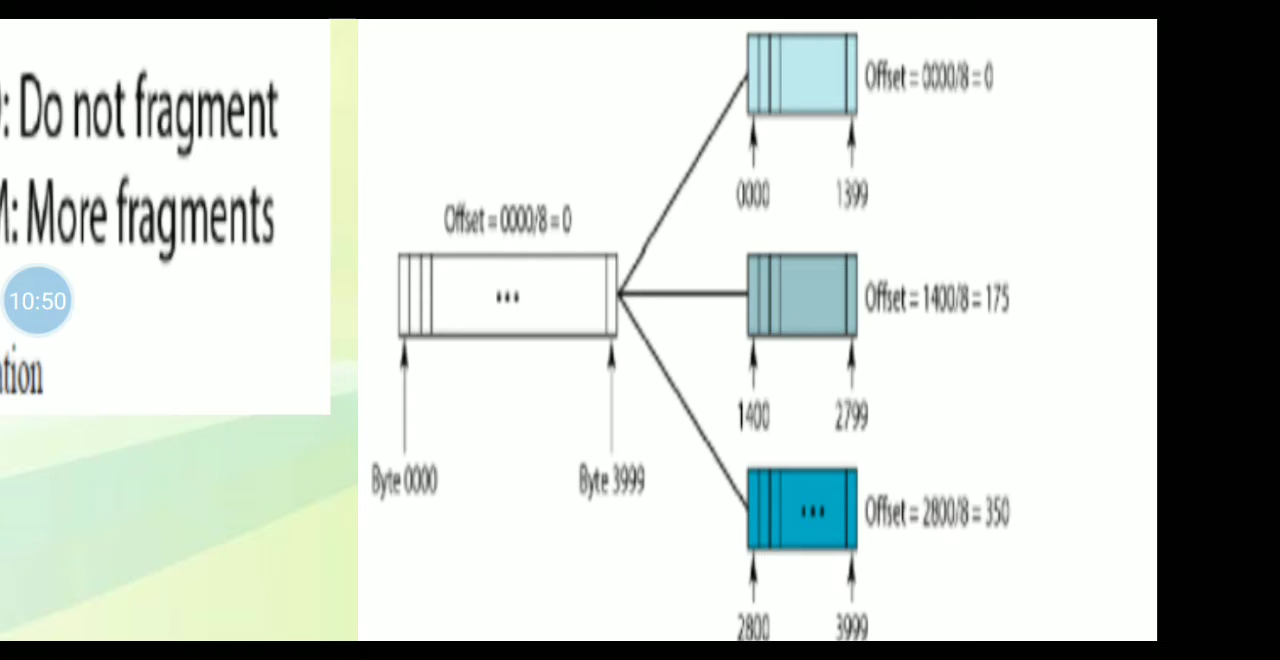 : Do not fragment
M: More fragments
10:50
ation
Offset = 0000/8 = 0
Byte 0000
Byte 3999
Offset = 0000/8 = 0
0000
1399
Offset = 1400/8 = 175
1400
2799
Offset = 2800/8 = 350
2800
3999